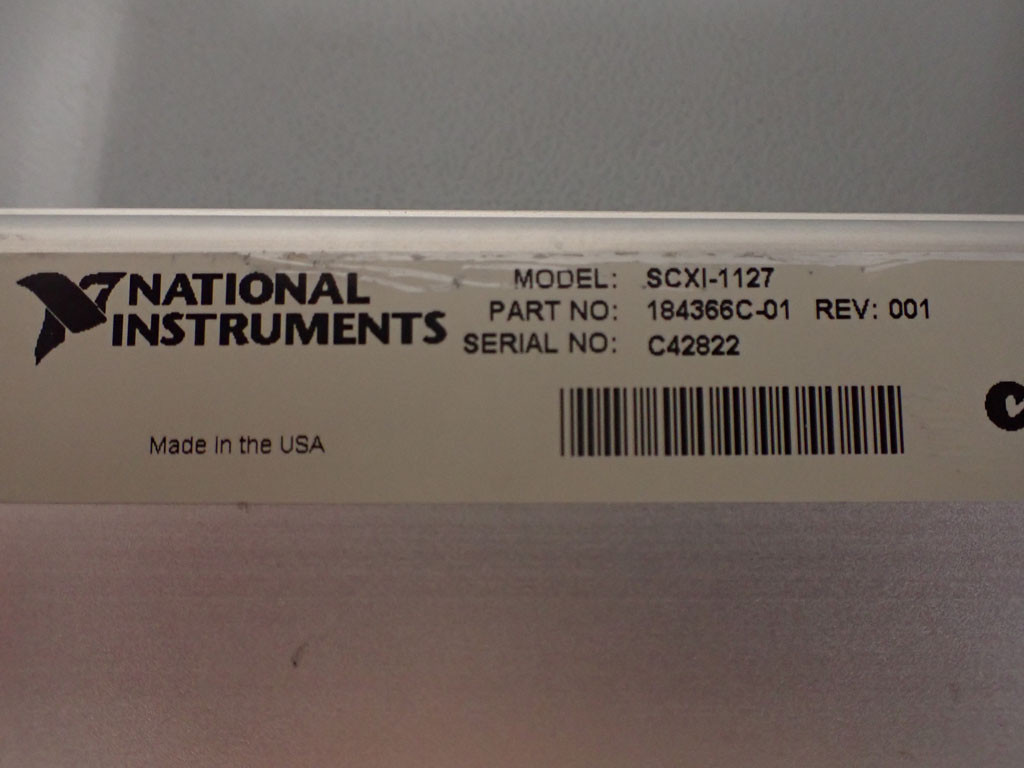 NATIONAL
INSTRUMENTS
MODEL: SCXI-1127
PART NO: 184366C-01 REV: 001
SERIAL NO: C42822
Made in the USA